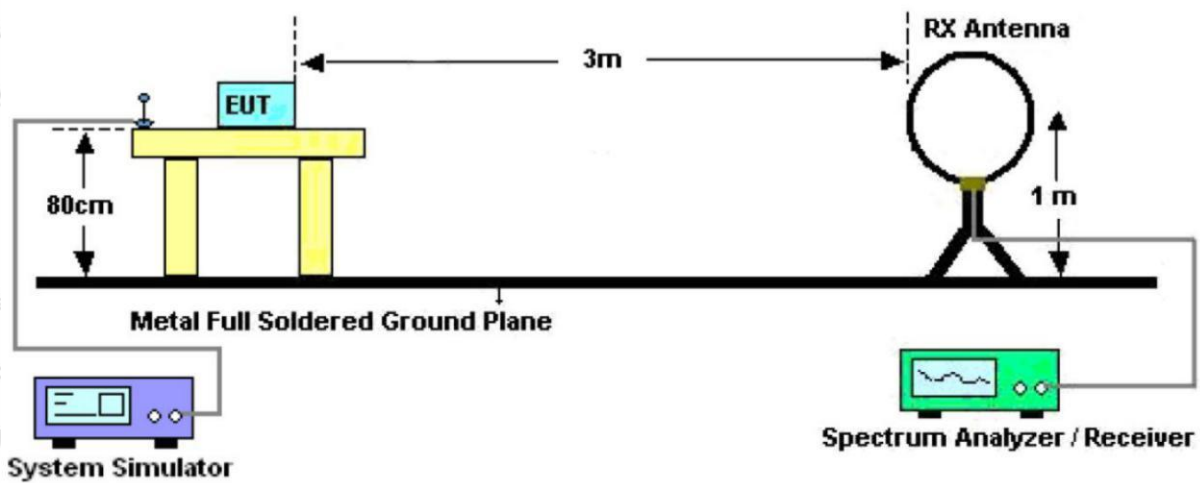 RX Antenna
3m
EUT
80cm
1 m
Metal Full Soldered Ground Plane
System Simulator
Spectrum Analyzer / Receiver